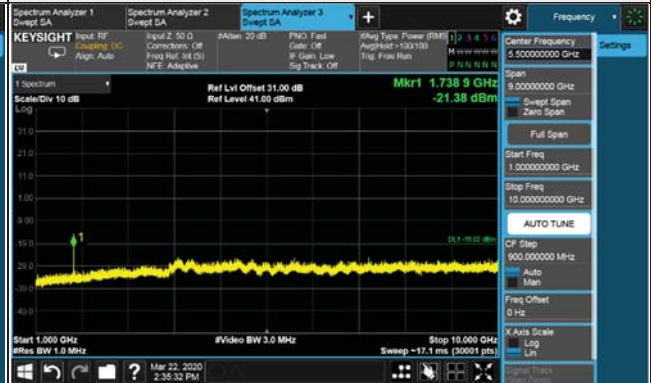 Spectrum Analyzer 1
Swept SA
Spectrum Analyzer 2
Swept SA
Spectrum Analyzer 3
Swept SA
Frequency
KEYSIGHT
Input: RF
Coupling: DC
Align: Auto
Input Z: 50 Ω
Corrections: Off
Freq Ref: Int (S)
NFE: Adaptive
#Atten: 20 dB
PNO: Fast
Gate: Off
IF Gain: Low
Sig Track: Off
#Avg Type: Power (RMS)
Avg|Hold:>100/100
Trig: Free Run
1 2 3 4 5 6
M W W W W W
P N N N N N
1 Spectrum
Scale/Div 10 dB
Log
Ref Lvl Offset 31.00 dB
Ref Level 41.00 dBm
Mkr1 1.738 9 GHz
-21.38 dBm
31.0
21.0
11.0
1.00
-9.00
-19.0
-29.0
-39.0
-49.0
1
Start 1.000 GHz
#Res BW 1.0 MHz
#Video BW 3.0 MHz
Stop 10.000 GHz
Sweep ~17.1 ms (30001 pts)
Mar 22, 2020
2:35:32 PM
Center Frequency
5.500000000 GHz
Settings
Span
9.00000000 GHz
Swept Span
Zero Span
Full Span
Start Freq
1.000000000 GHz
Stop Freq
10.000000000 GHz
AUTO TUNE
CF Step
900.000000 MHz
Auto
Man
Freq Offset
0 Hz
X Axis Scale
Log
Lin
Signal Track